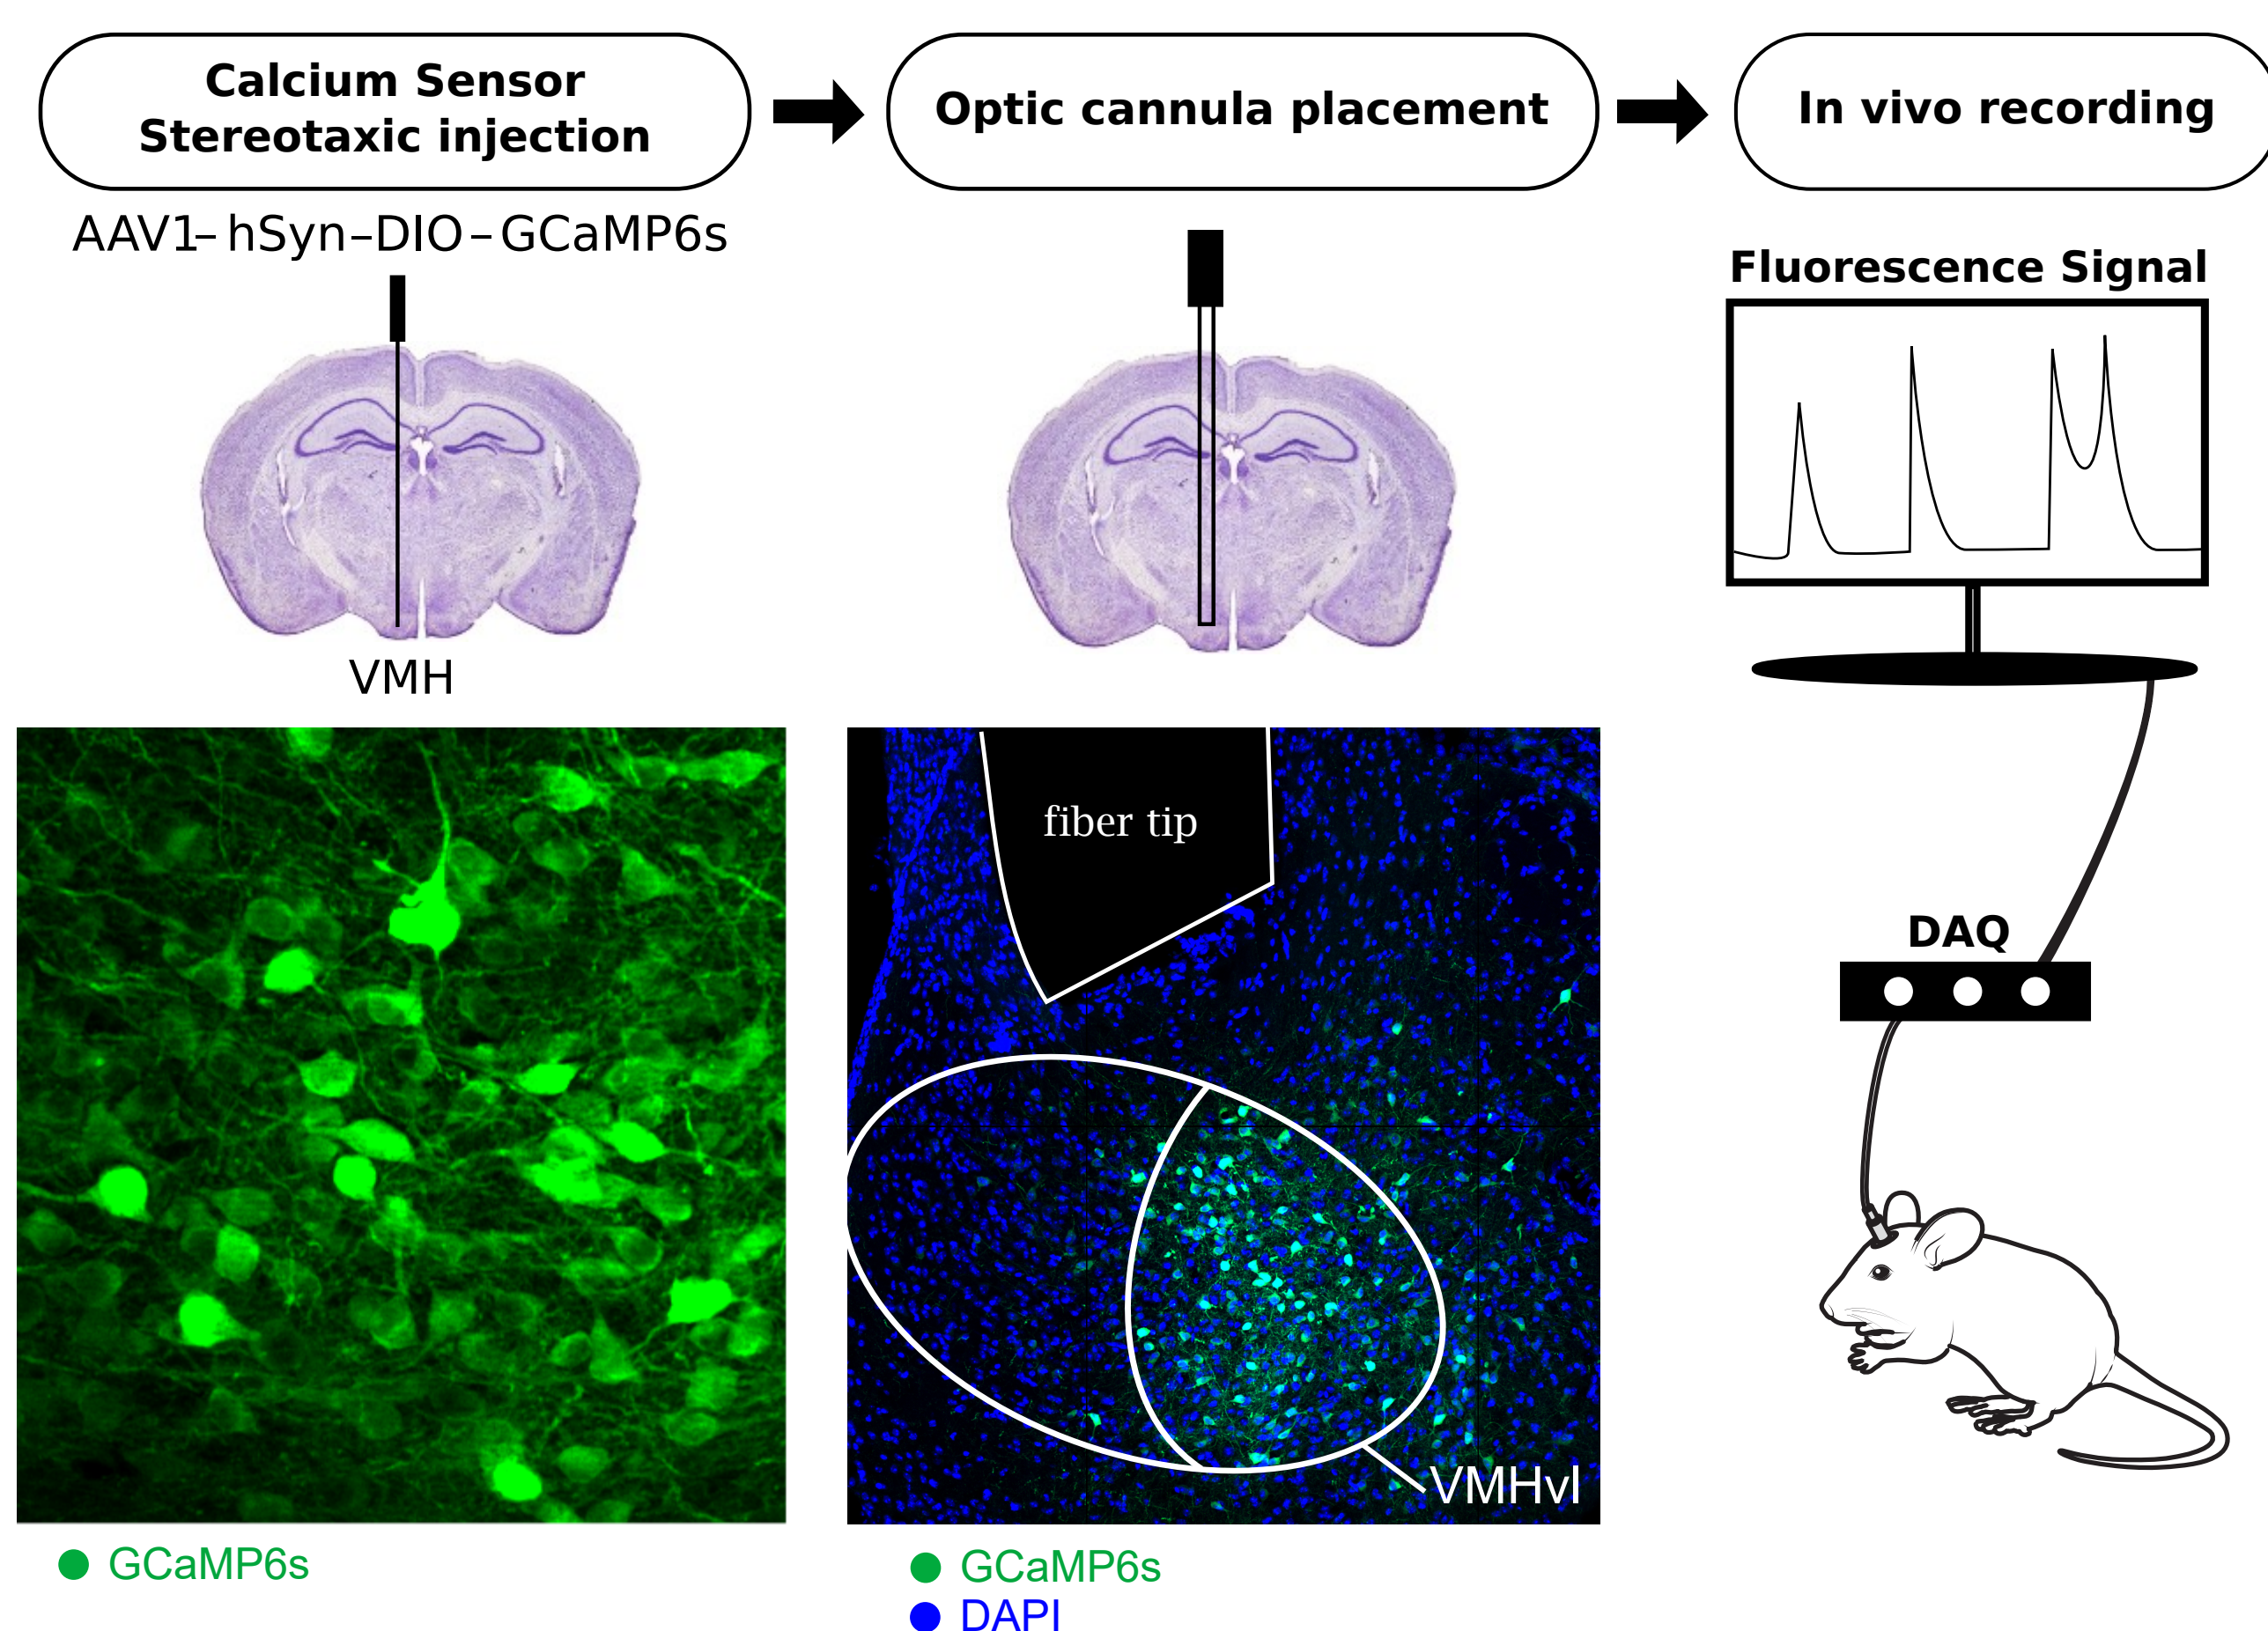 Calcium Sensor
Stereotaxic injection
Optic cannula placement
In vivo recording
AAV1– hSyn–DIO–GCaMP6s
VMH
Fluorescence Signal
fiber tip
VMHvl
DAQ
GCaMP6s
GCaMP6s
DAPI